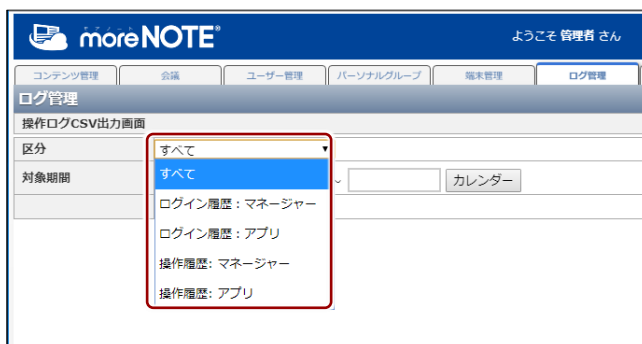 モアノート
moreNOTE®
ようこそ 管理者 さん
コンテンツ管理 会議 ユーザー管理 パーソナルグループ 端末管理 ログ管理
ログ管理
操作ログCSV出力画面
区分 すべて
対象期間 ～ カレンダー
すべて
ログイン履歴：マネージャー
ログイン履歴：アプリ
操作履歴: マネージャー
操作履歴: アプリ